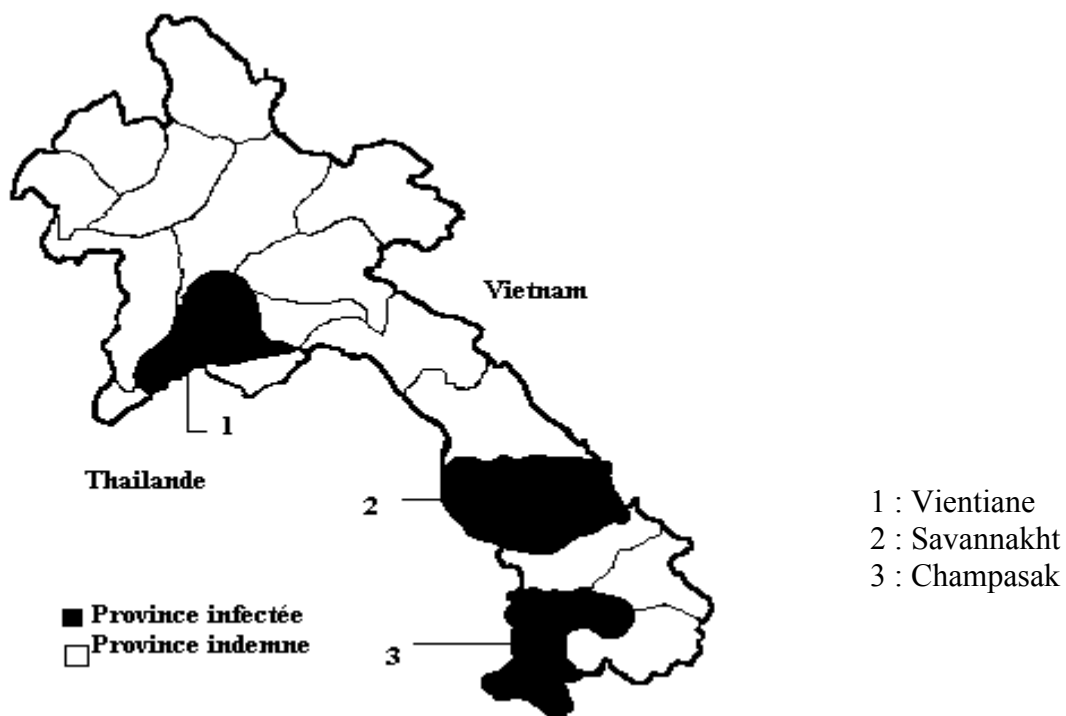 Vietnam
1
Thailande
2
1 : Vientiane
2 : Savannakht
3 : Champasak
Province infectée
Province indemne
3